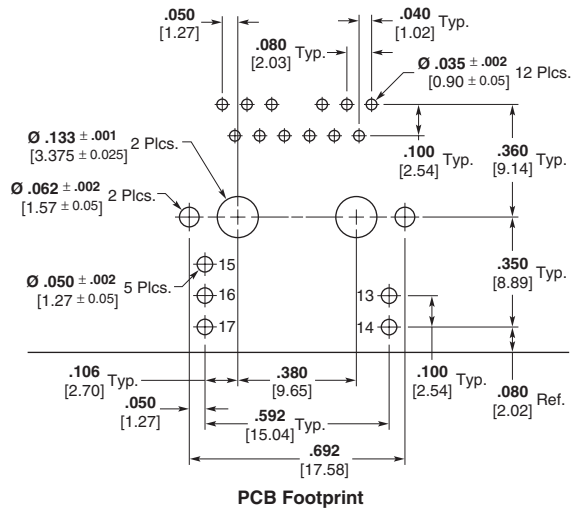 .050
[1.27]
.040 Typ.
[1.02]
.080 Typ.
[2.03]
Ø .035 ± .002 12 Plcs.
[0.90 ± 0.05]
Ø .133 ± .001 2 Plcs.
[3.375 ± 0.025]
.100 Typ.
[2.54]
.360 Typ.
[9.14]
Ø .062 ± .002 2 Plcs.
[1.57 ± 0.05]
.350 Typ.
[8.89]
Ø .050 ± .002 5 Plcs.
[1.27 ± 0.05]
15
16
13
17
14
.106 Typ.
[2.70]
.380
[9.65]
.100 Typ.
[2.54]
.080 Ref.
[2.02]
.050
[1.27]
.592 Typ.
[15.04]
.692
[17.58]
PCB Footprint